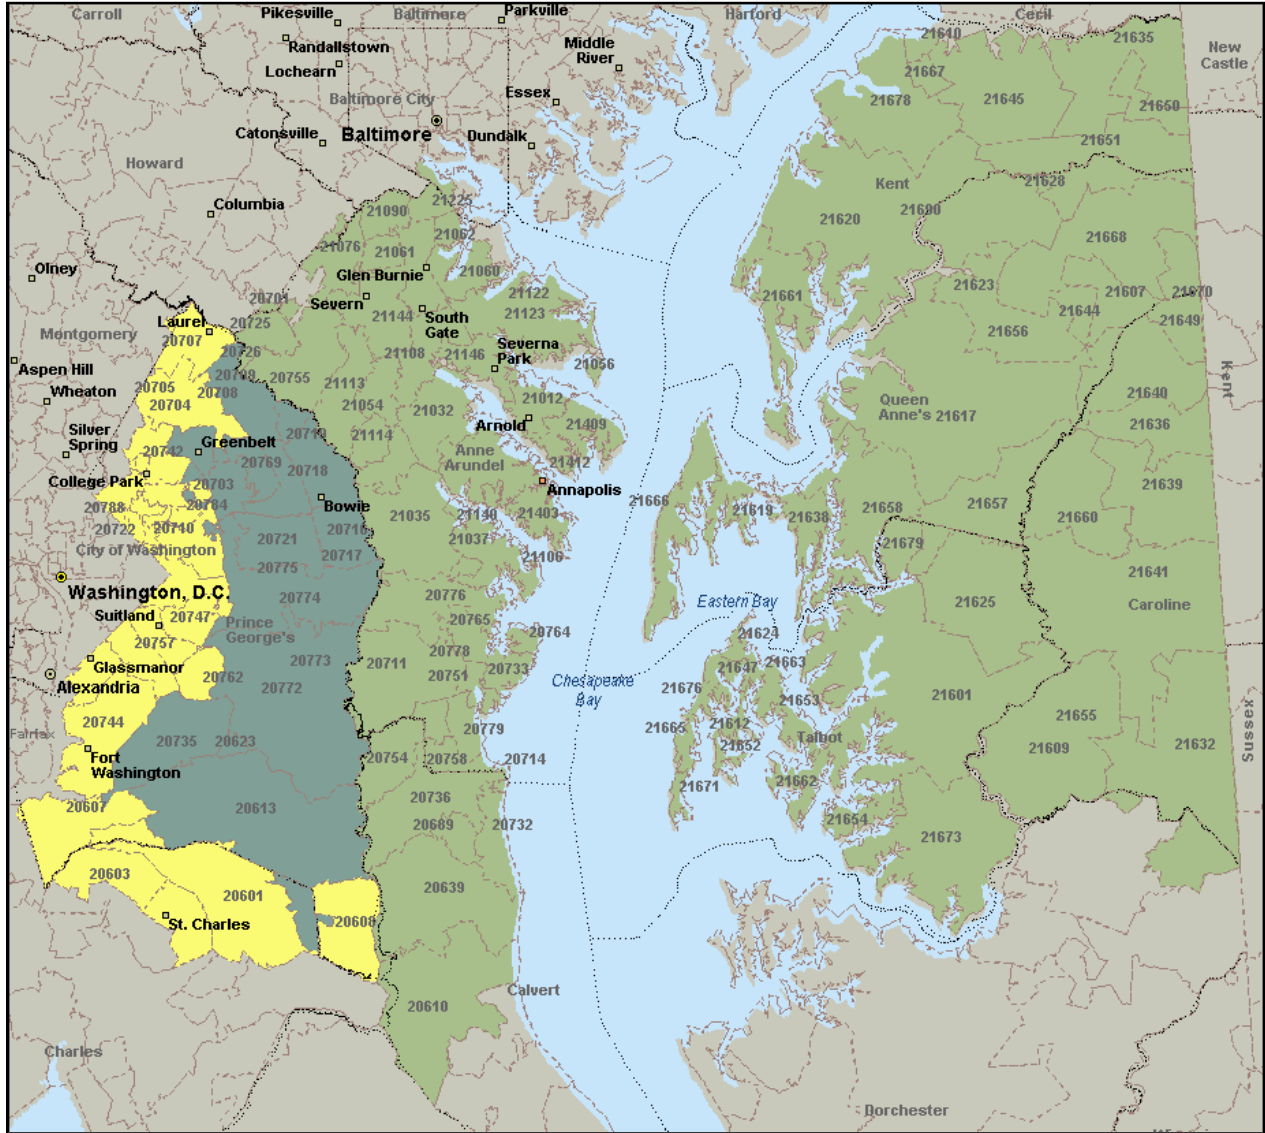 Carroll
Pikesville
Baltimore
Parkville
Harford
Cecil
Randallstown
Middle
River
21610
21635
New
Castle
Lochearn
21667
Baltimore City
Essex
21678
21645
21650
Catonsville
Baltimore
Dundalk
21651
Howard
Kent
21628
Columbia
21090
21225
21620
21690
21076
21061
21062
21668
Olney
Glen Burnie
21060
21623
21607
21670
20701
Severn
21122
21661
21644
Laurel
20725
21144
South
Gate
21123
21656
21649
Montgomery
20707
20726
21108
21146
Severna
Park
21056
Aspen Hill
20709
20755
21113
Kent
Wheaton
20705
20708
21012
Queen
Anne's
21617
21640
20704
21054
21032
Silver
Spring
20719
21114
Arnold
21409
21636
20742
Greenbelt
Anne
Arundel
20769
20718
21412
College Park
20703
Annapolis
21639
20788
20784
Bowie
21666
21619
21658
21657
20722
20710
20716
21035
21140
21403
21638
21660
City of Washington
20721
20717
21037
21106
21679
20775
21641
Washington, D.C.
20774
20776
Eastern Bay
21625
Caroline
Suitland
20747
Prince
George's
20765
20764
21624
20757
20773
20778
Glassmanor
20762
20711
20751
20733
21647
21663
Alexandria
20772
Chesapeake
Bay
21676
21653
21601
20744
20779
21665
21612
21655
Fairfax
20735
20623
21652
Talbot
21609
21632
Sussex
Fort
Washington
20754
20758
20714
21671
21662
20607
20613
20736
20689
20732
21654
21673
20603
20601
20639
St. Charles
20608
Calvert
20610
Charles
Dorchester